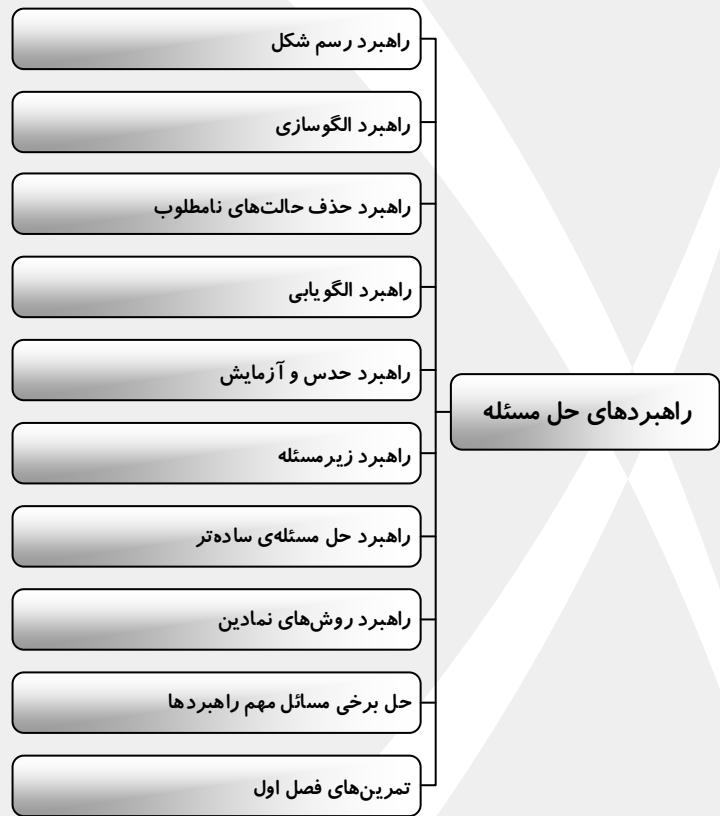 راهبردهای حل مسئله
راهبرد رسم شکل
راهبرد الگوسازی
راهبرد حذف حالت‌های نامطلوب
راهبرد الگویابی
راهبرد حدس و آزمایش
راهبرد زیرمسئله
راهبرد حل مسئله‌ی ساده‌تر
راهبرد روش‌های نمادین
حل برخی مسائل مهم راهبردها
تمرین‌های فصل اول